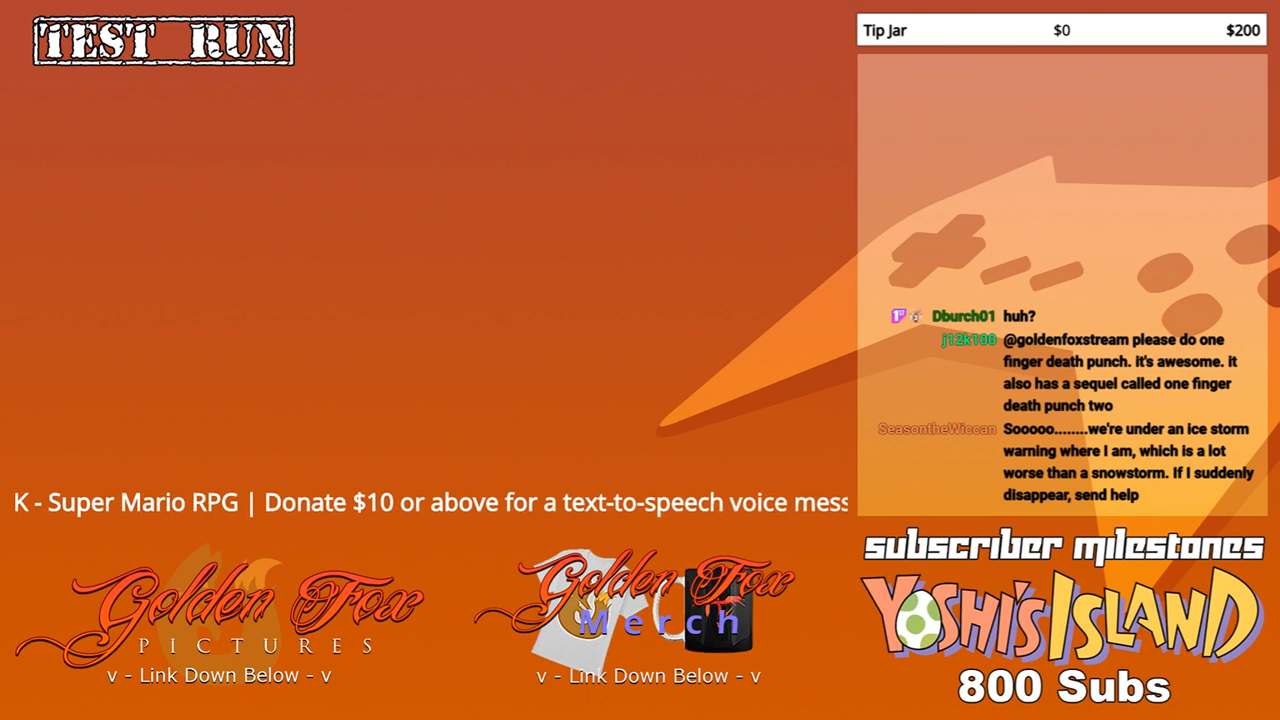 TEST RUN
Tip Jar $0 $200
Dburch01 huh?
j12k100 @goldenfoxstream please do one
finger death punch. it's awesome. it
also has a sequel called one finger
death punch two
SeasontheWiccan Sooooo........we're under an ice storm
warning where I am, which is a lot
worse than a snowstorm. If I suddenly
disappear, send help
K - Super Mario RPG | Donate $10 or above for a text-to-speech voice mess
Golden Fox
PICTURES
v - Link Down Below - v
Golden Fox
Merch
v - Link Down Below - v
subscriber milestones
YOSHI'S ISLAND
800 Subs